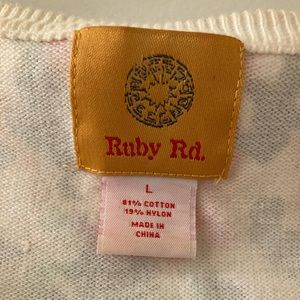 Ruby Rd.
L
81% COTTON
19% NYLON
MADE IN
CHINA